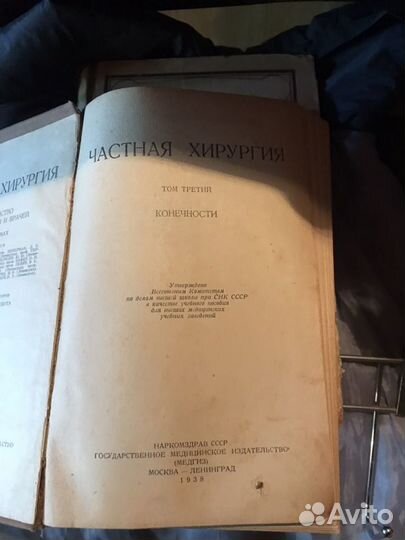 ХИРУРГИЯ
ЧАСТНАЯ ХИРУРГИЯ
ТОМ ТРЕТИЙ
КОНЕЧНОСТИ
Утверждено
Всесоюзным Комитетом
по делам высшей школы при СНК СССР
в качестве учебного пособия
для высших медицинских
учебных заведений
НАРКОМЗДРАВ СССР
ГОСУДАРСТВЕННОЕ МЕДИЦИНСКОЕ ИЗДАТЕЛЬСТВО
(МЕДГИЗ)
МОСКВА — ЛЕНИНГРАД
1938
Avito